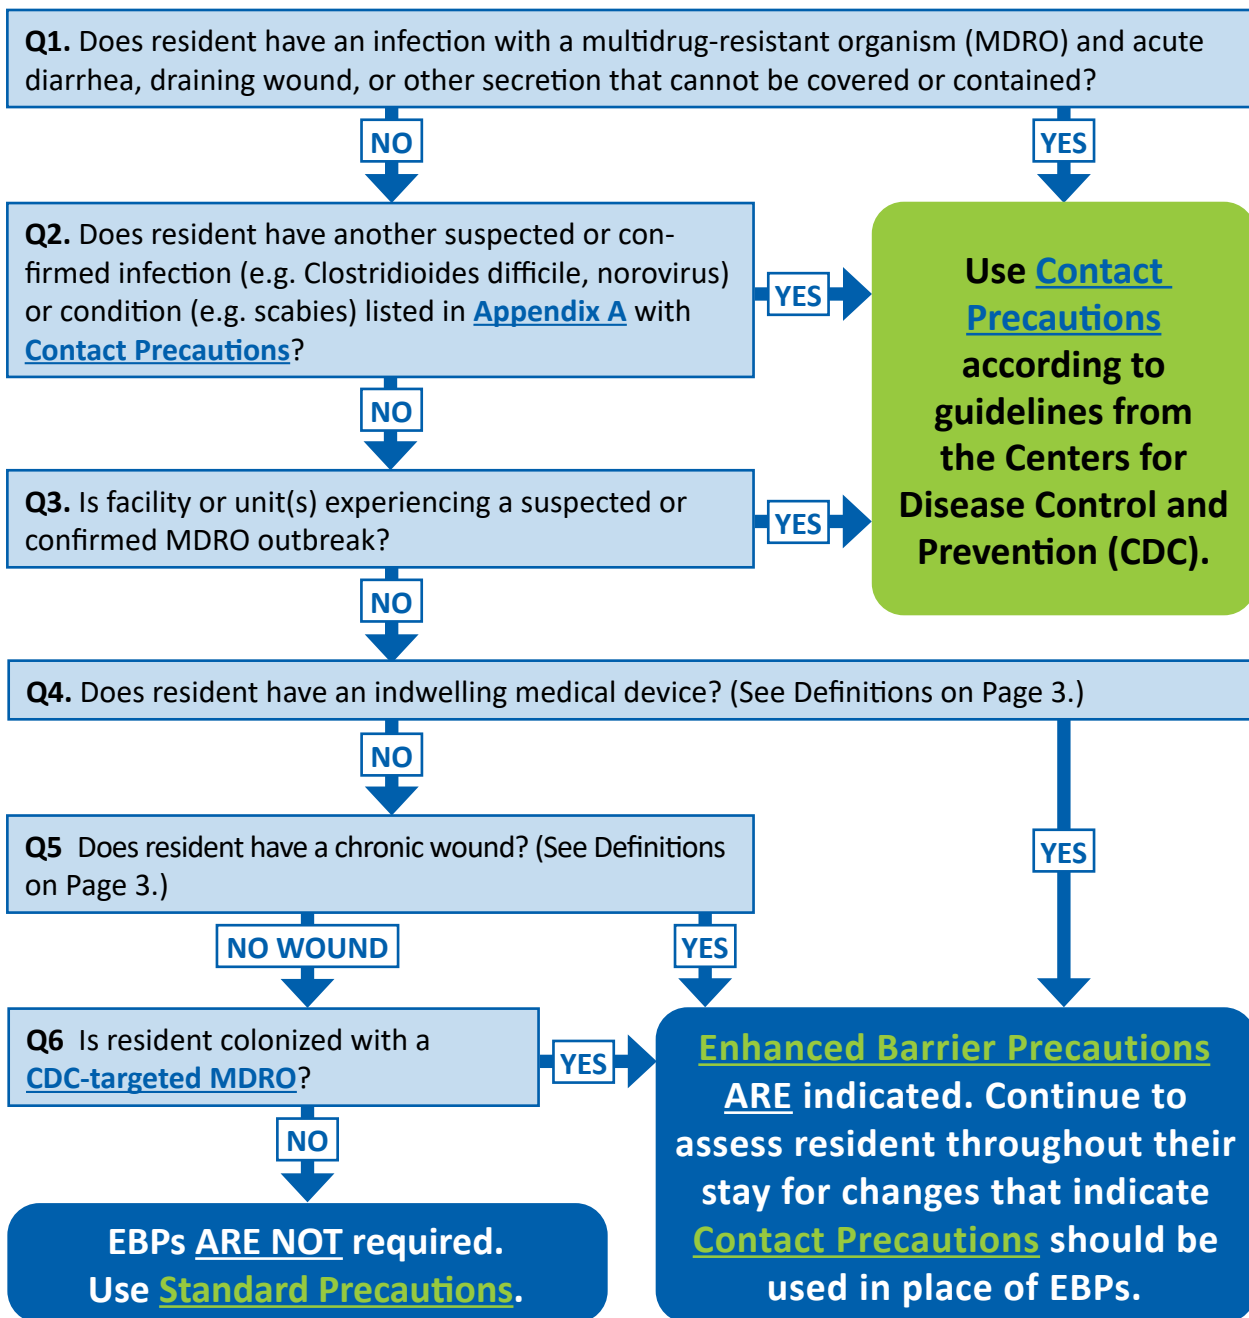 Q1. Does resident have an infection with a multidrug-resistant organism (MDRO) and acute
diarrhea, draining wound, or other secretion that cannot be covered or contained?
NO
YES
Q2. Does resident have another suspected or con-
firmed infection (e.g. Clostridioides difficile, norovirus)
or condition (e.g. scabies) listed in Appendix A with
Contact Precautions?
YES
Use Contact
Precautions
according to
guidelines from
the Centers for
Disease Control and
Prevention (CDC).
NO
Q3. Is facility or unit(s) experiencing a suspected or
confirmed MDRO outbreak?
YES
NO
Q4. Does resident have an indwelling medical device? (See Definitions on Page 3.)
NO
YES
Q5 Does resident have a chronic wound? (See Definitions
on Page 3.)
NO WOUND
YES
Q6 Is resident colonized with a
CDC-targeted MDRO?
YES
NO
Enhanced Barrier Precautions
ARE indicated. Continue to
assess resident throughout their
stay for changes that indicate
Contact Precautions should be
used in place of EBPs.
EBPs ARE NOT required.
Use Standard Precautions.